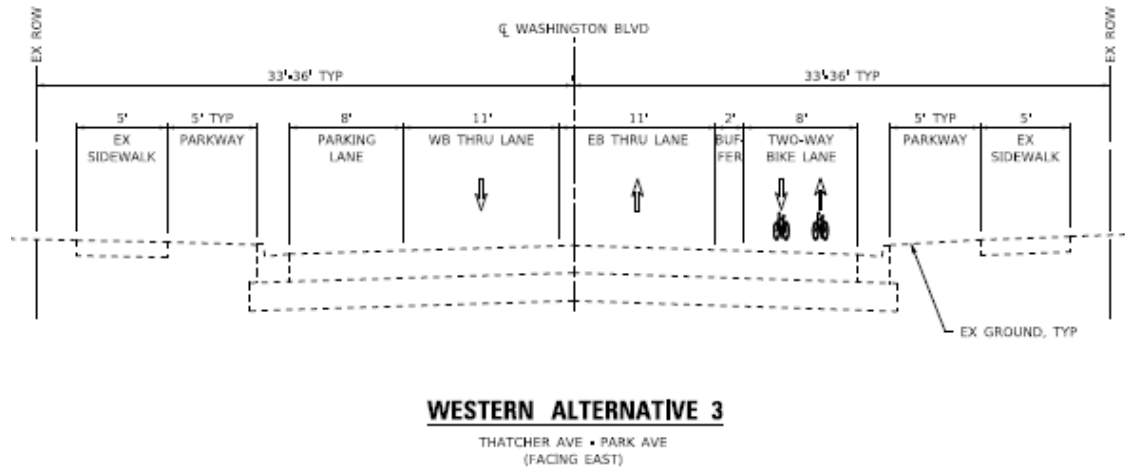 EX ROW
℄ WASHINGTON BLVD
EX ROW
33'-36' TYP
33'-36' TYP
5'
5' TYP
8'
11'
11'
2'
8'
5' TYP
5'
EX
SIDEWALK
PARKWAY
PARKING
LANE
WB THRU LANE
EB THRU LANE
BUF-
FER
TWO-WAY
BIKE LANE
PARKWAY
EX
SIDEWALK
EX GROUND, TYP
WESTERN ALTERNATIVE 3
THATCHER AVE - PARK AVE
(FACING EAST)